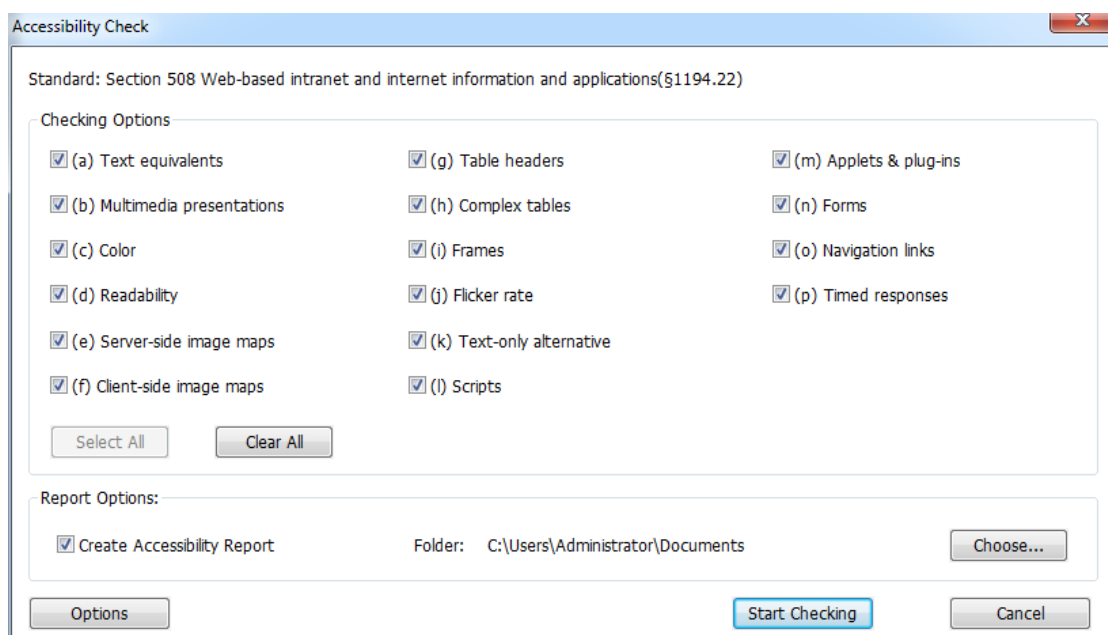 Accessibility Check
Standard: Section 508 Web-based intranet and internet information and applications(§1194.22)
Checking Options
(a) Text equivalents
(g) Table headers
(m) Applets & plug-ins
(b) Multimedia presentations
(h) Complex tables
(n) Forms
(c) Color
(i) Frames
(o) Navigation links
(d) Readability
(j) Flicker rate
(p) Timed responses
(e) Server-side image maps
(k) Text-only alternative
(f) Client-side image maps
(l) Scripts
Select All
Clear All
Report Options:
Create Accessibility Report
Folder: C:\Users\Administrator\Documents
Choose...
Options
Start Checking
Cancel